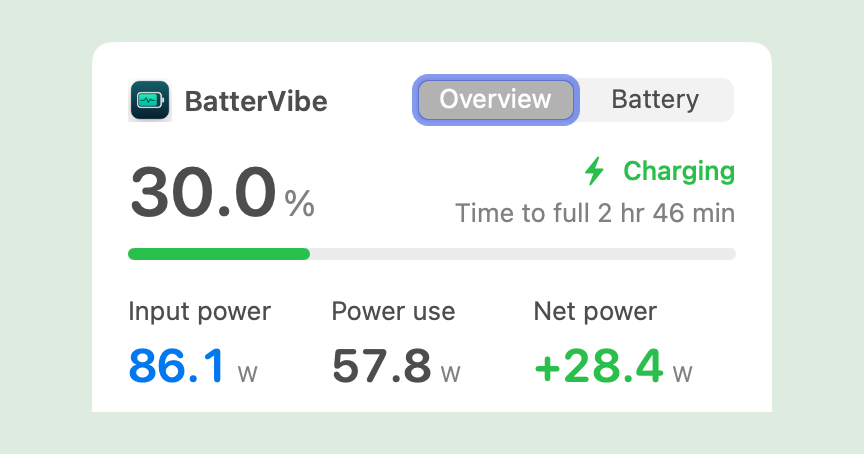 BatterVibe
Overview Battery
30.0 %
Charging
Time to full 2 hr 46 min
Input power Power use Net power
86.1 W 57.8 W +28.4 W